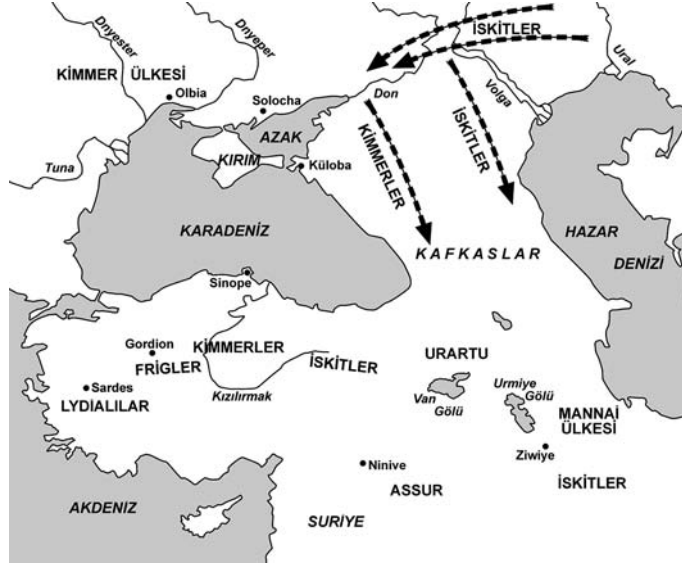 Dnyester
Dnyeper
İSKİTLER
Ural
KİMMER ÜLKESİ
Olbia
Solocha
Don
Volga
AZAK
KIRIM
Küloba
KİMMERLER
İSKİTLER
Tuna
KARADENİZ
KAFKASLAR
HAZAR
DENİZİ
Sinope
Gordion
KİMMERLER
FRİGLER
İSKİTLER
URARTU
Sardes
LYDIALILAR
Kızılırmak
Van
Gölü
Urmiye
Gölü
MANNAİ
ÜLKESİ
Ziwiye
Ninive
ASSUR
İSKİTLER
AKDENIZ
SURİYE